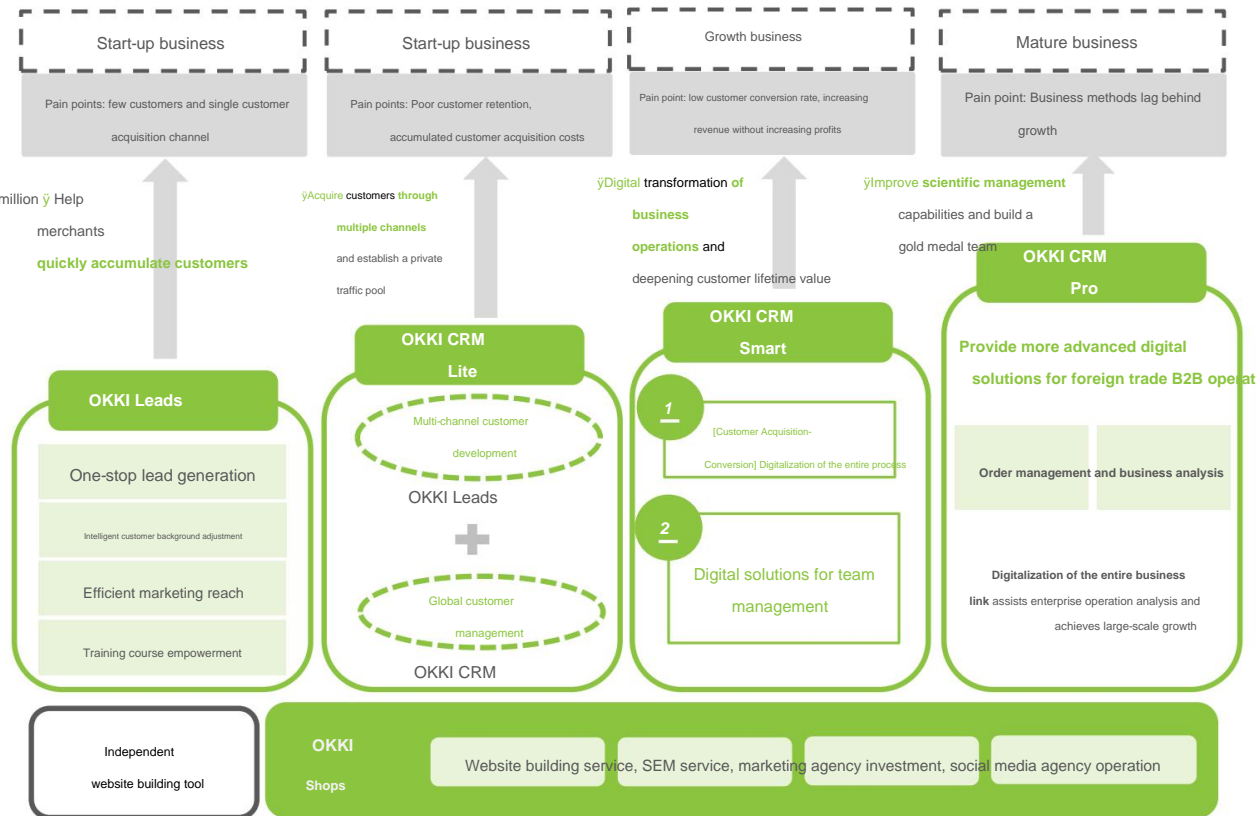 Start-up business
Start-up business
Growth business
Mature business
Pain points: few customers and single customer
acquisition channel
Pain points: Poor customer retention,
accumulated customer acquisition costs
Pain point: low customer conversion rate, increasing
revenue without increasing profits
Pain point: Business methods lag behind
growth
million ÿ Help
merchants
quickly accumulate customers
ÿAcquire customers through
multiple channels
and establish a private
traffic pool
ÿDigital transformation of
business
operations and
deepening customer lifetime value
ÿImprove scientific management
capabilities and build a
gold medal team
OKKI Leads
One-stop lead generation
Intelligent customer background adjustment
Efficient marketing reach
Training course empowerment
OKKI CRM
Lite
Multi-channel customer
development
OKKI Leads
Global customer
management
OKKI CRM
OKKI CRM
Smart
1
[Customer Acquisition-
Conversion] Digitalization of the entire process
2
Digital solutions for team
management
OKKI CRM
Pro
Provide more advanced digital
solutions for foreign trade B2B operat
Order management and business analysis
Digitalization of the entire business
link assists enterprise operation analysis and
achieves large-scale growth
Independent
website building tool
OKKI
Shops
Website building service, SEM service, marketing agency investment, social media agency operation